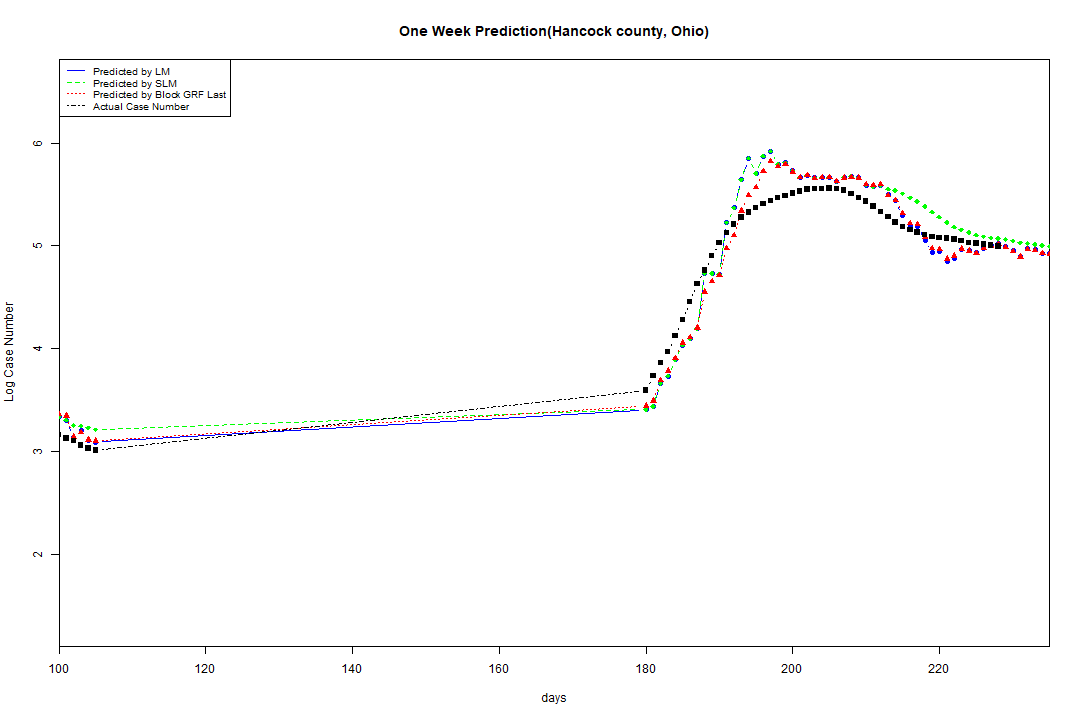 One Week Prediction(Hancock county, Ohio)
Predicted by LM
Predicted by SLM
Predicted by Block GRF Last
Actual Case Number
6
5
4
3
2
Log Case Number
100 120 140 160 180 200 220
days